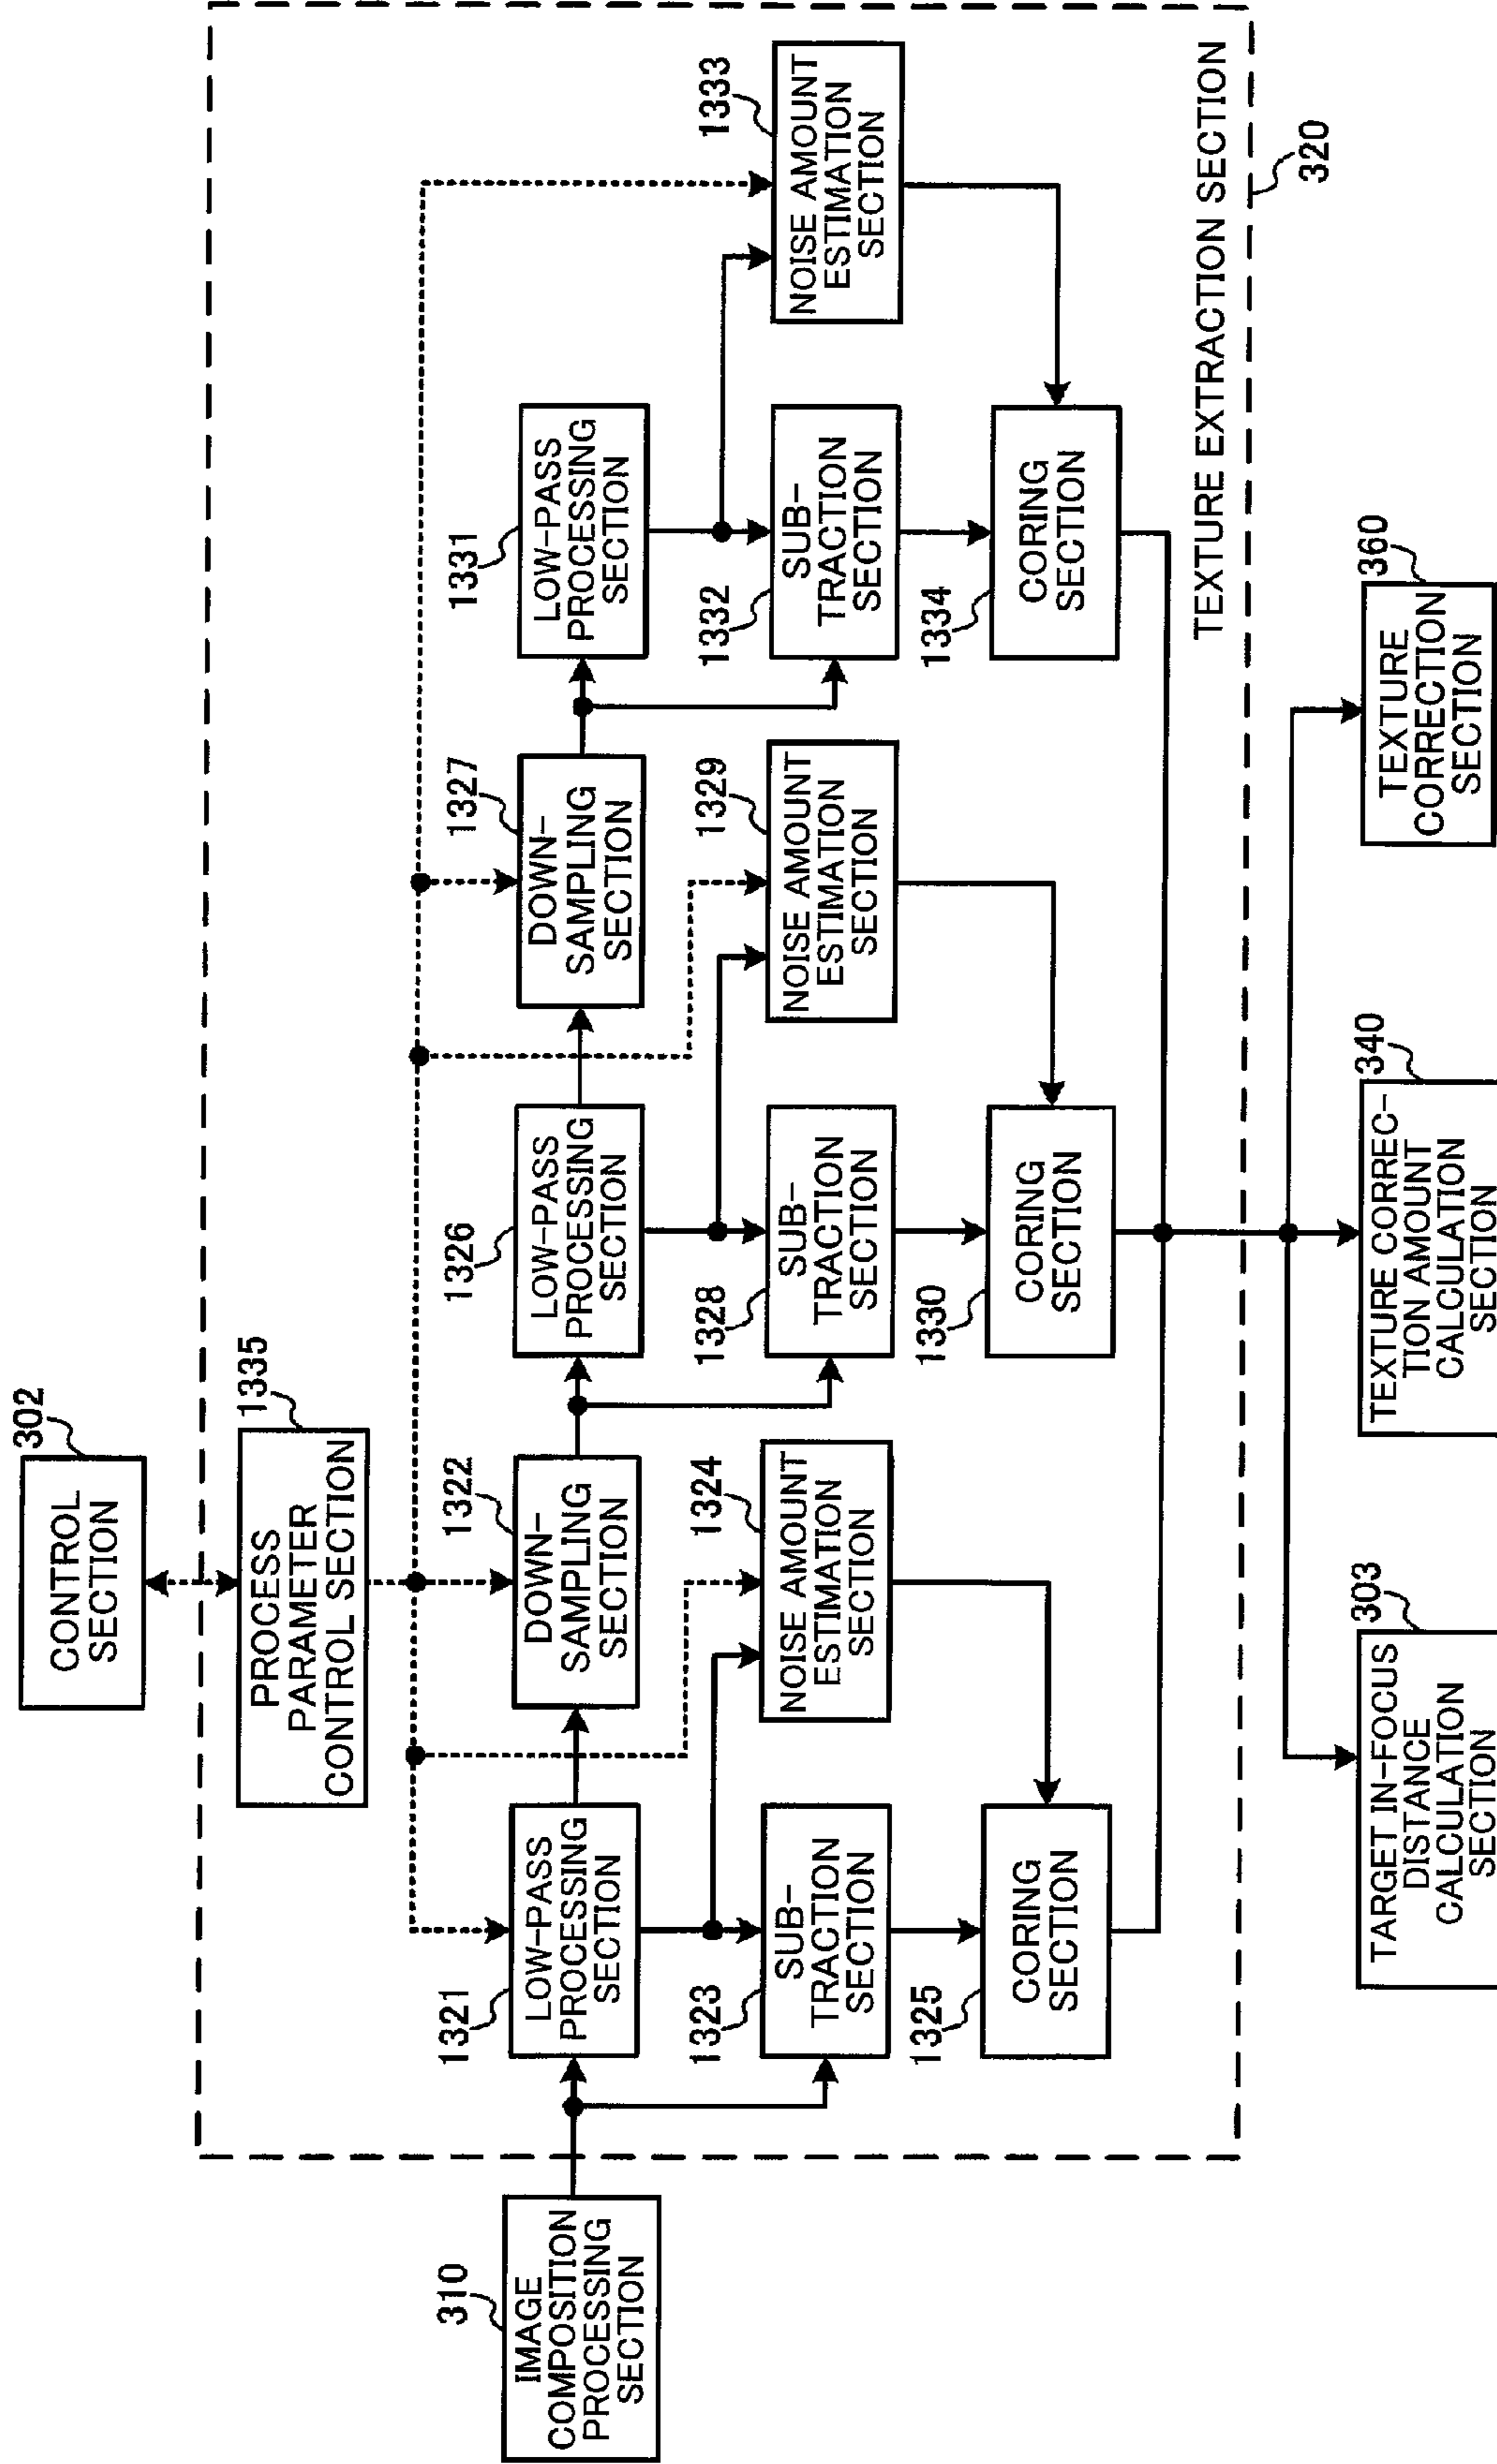 302
CONTROL
SECTION
1335
PROCESS
PARAMETER
CONTROL SECTION
310
IMAGE
COMPOSITION
PROCESSING
SECTION
1321
LOW-PASS
PROCESSING
SECTION
1322
DOWN-
SAMPLING
SECTION
1326
LOW-PASS
PROCESSING
SECTION
1327
DOWN-
SAMPLING
SECTION
1331
LOW-PASS
PROCESSING
SECTION
1323
SUB-
TRACTION
SECTION
1324
NOISE AMOUNT
ESTIMATION
SECTION
1328
SUB-
TRACTION
SECTION
1329
NOISE AMOUNT
ESTIMATION
SECTION
1332
SUB-
TRACTION
SECTION
1333
NOISE AMOUNT
ESTIMATION
SECTION
1325
CORING
SECTION
1330
CORING
SECTION
1334
CORING
SECTION
TEXTURE EXTRACTION SECTION
320
303
TARGET IN-FOCUS
DISTANCE
CALCULATION
SECTION
340
TEXTURE CORREC-
TION AMOUNT
CALCULATION
SECTION
360
TEXTURE
CORRECTION
SECTION